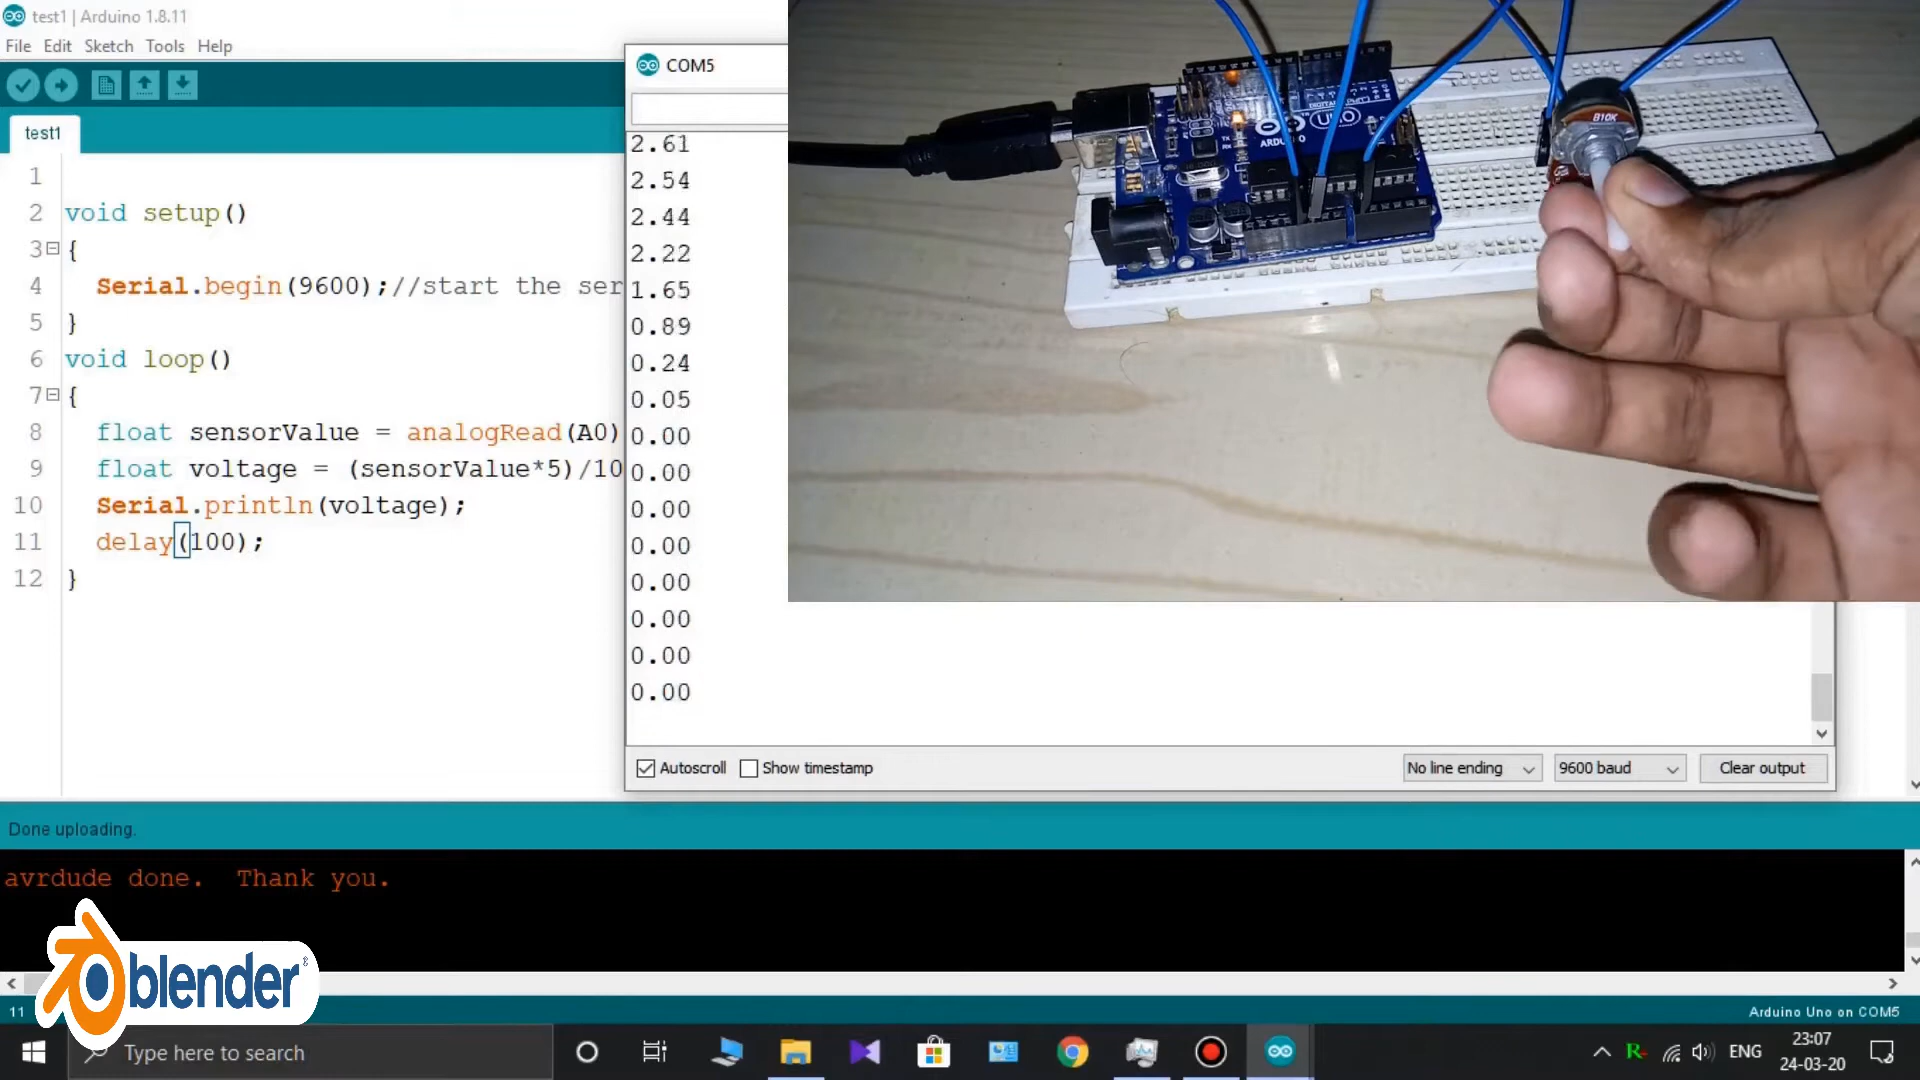 test1 | Arduino 1.8.11
File Edit Sketch Tools Help
test1
1
2 void setup()
3 {
4 Serial.begin(9600);//start the ser
5 }
6 void loop()
7 {
8 float sensorValue = analogRead(A0)
9 float voltage = (sensorValue*5)/10
10 Serial.println(voltage);
11 delay(100);
12 }
COM5
2.61
2.54
2.44
2.22
1.65
0.89
0.24
0.05
0.00
0.00
0.00
0.00
0.00
0.00
0.00
0.00
Autoscroll Show timestamp No line ending 9600 baud Clear output
UNO
ARDUINO
B10K
Done uploading.
avrdude done. Thank you.
blender
11 Arduino Uno on COM5
Type here to search
ENG
23:07
24-03-20